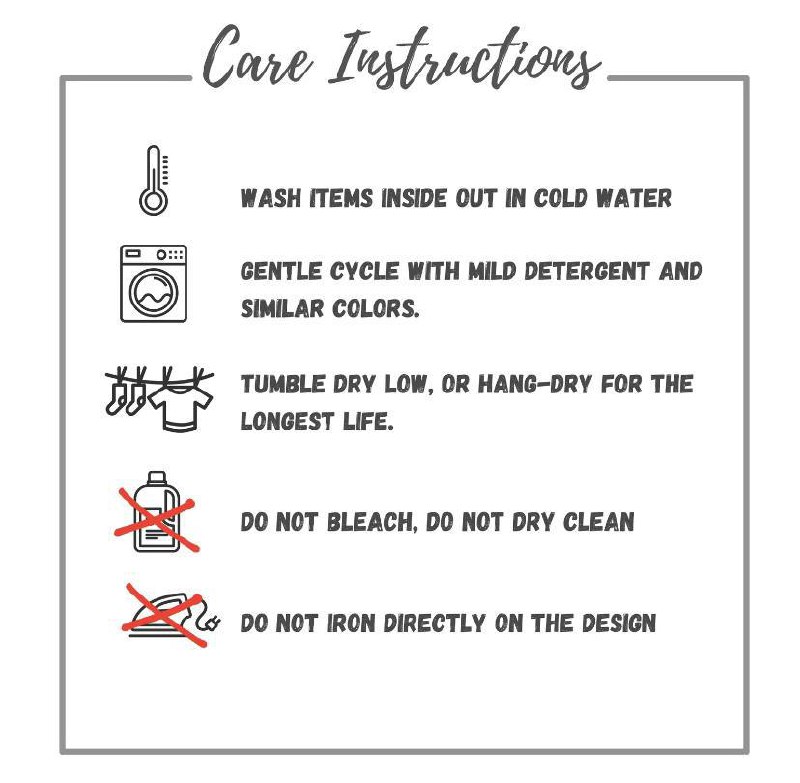 Care Instructions
WASH ITEMS INSIDE OUT IN COLD WATER
GENTLE CYCLE WITH MILD DETERGENT AND
SIMILAR COLORS.
TUMBLE DRY LOW, OR HANG-DRY FOR THE
LONGEST LIFE.
DO NOT BLEACH, DO NOT DRY CLEAN
DO NOT IRON DIRECTLY ON THE DESIGN